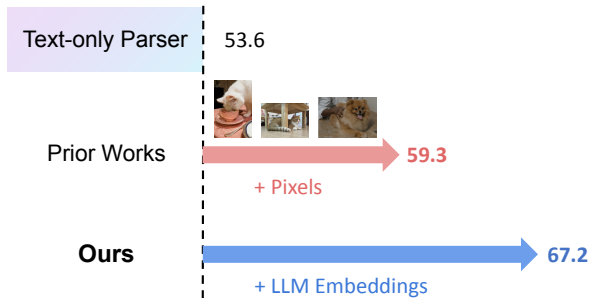 Text-only Parser 53.6
Prior Works 59.3
+ Pixels
Ours 67.2
+ LLM Embeddings